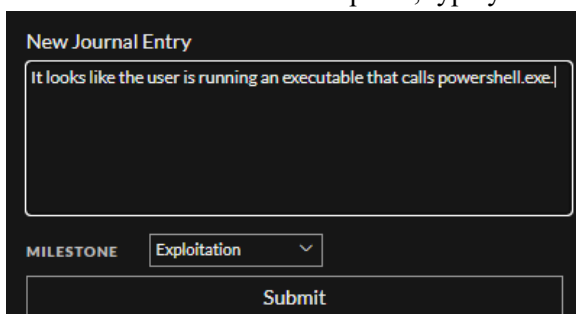 New Journal Entry
It looks like the user is running an executable that calls powershell.exe.
MILESTONE Exploitation
Submit